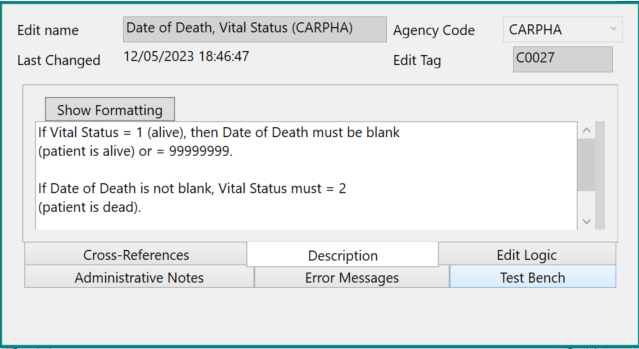 Edit name Date of Death, Vital Status (CARPHA) Agency Code CARPHA
Last Changed 12/05/2023 18:46:47 Edit Tag C0027
Show Formatting
If Vital Status = 1 (alive), then Date of Death must be blank
(patient is alive) or = 99999999.
If Date of Death is not blank, Vital Status must = 2
(patient is dead).
Cross-References Description Edit Logic
Administrative Notes Error Messages Test Bench